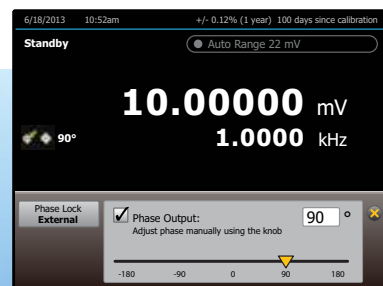 6/18/2013 10:52am +/- 0.12% (1 year) 100 days since calibration
Standby Auto Range 22 mV
10.00000 mV
90° 1.0000 kHz
Phase Lock
External
Phase Output: 90 °
Adjust phase manually using the knob
-180 -90 0 90 180